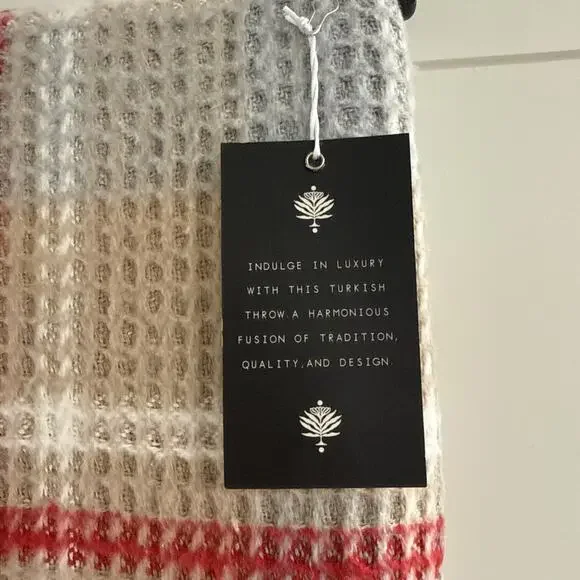 INDULGE IN LUXURY
WITH THIS TURKISH
THROW.A HARMONIOUS
FUSION OF TRADITION,
QUALITY,AND DESIGN.